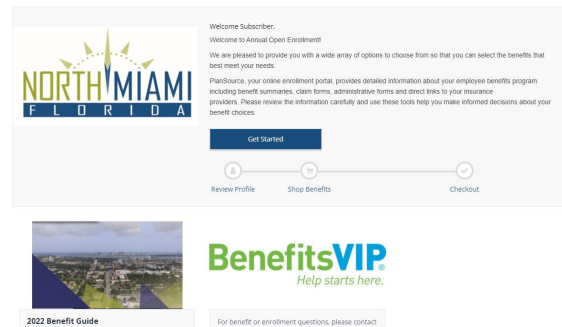 NORTH MIAMI
FLORIDA
Welcome Subscriber,
Welcome to Annual Open Enrollment!
We are pleased to provide you with a wide array of options to choose from so that you can select the benefits that
best meet your needs.
PlanSource, your online enrollment portal, provides detailed information about your employee benefits program
including benefit summaries, claim forms, administrative forms and direct links to your insurance
providers. Please review the information carefully and use these tools help you make informed decisions about your
benefit choices.
Get Started
Review Profile
Shop Benefits
Checkout
BenefitsVIP®
Help starts here.
2022 Benefit Guide
For benefit or enrollment questions, please contact